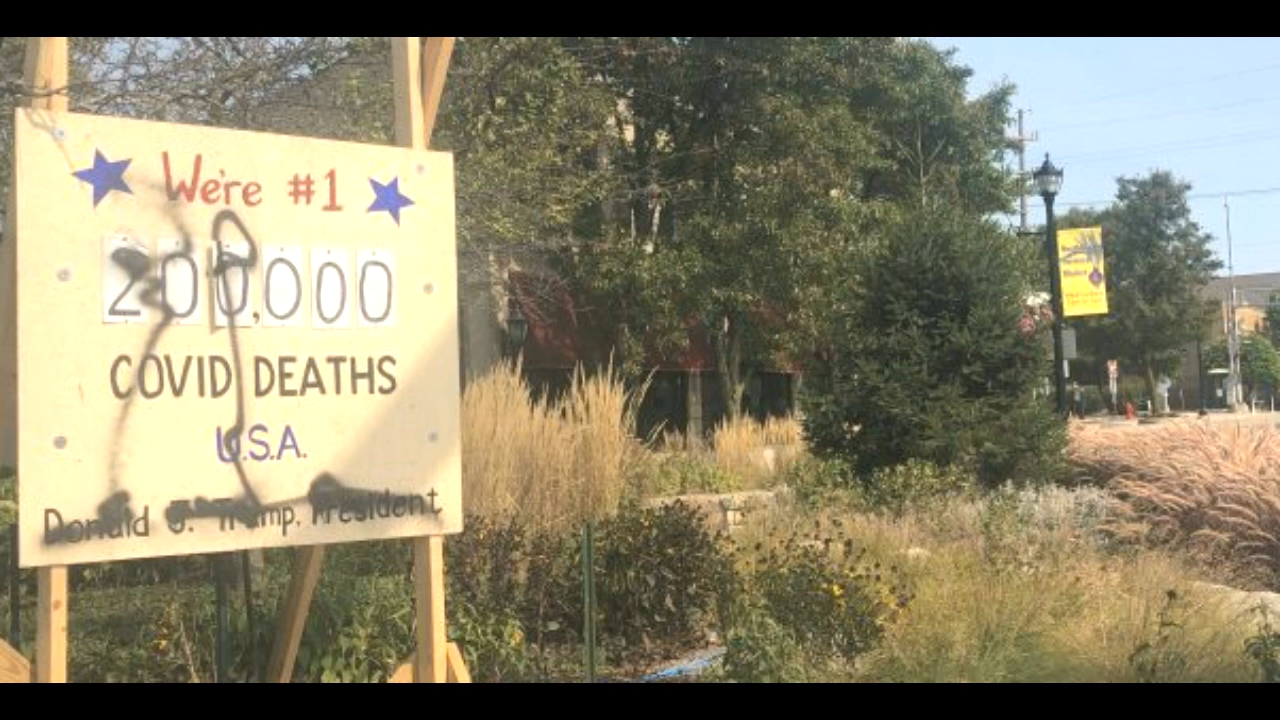 We're #1
200,000
COVID DEATHS
U.S.A.
Donald J. Trump, President